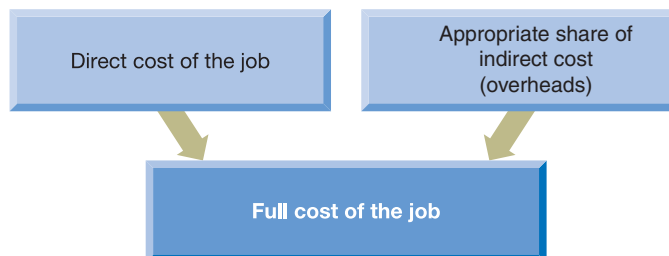 Direct cost of the job
Appropriate share of
indirect cost
(overheads)
Full cost of the job